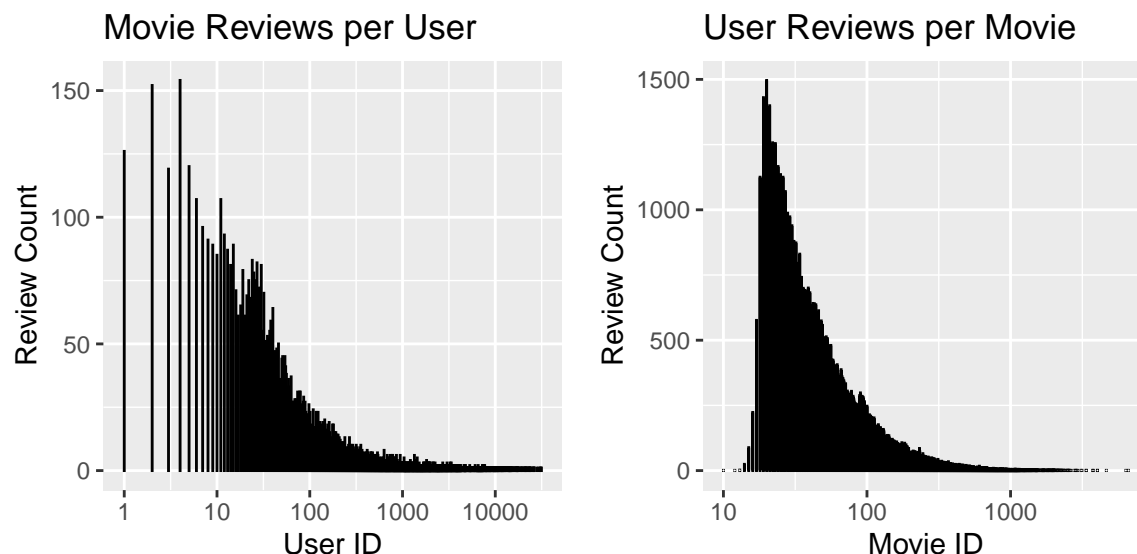 Movie Reviews per User
150
100
50
0
Review Count
1
10
100
1000
10000
User ID
User Reviews per Movie
1500
1000
500
0
Review Count
10
100
1000
Movie ID